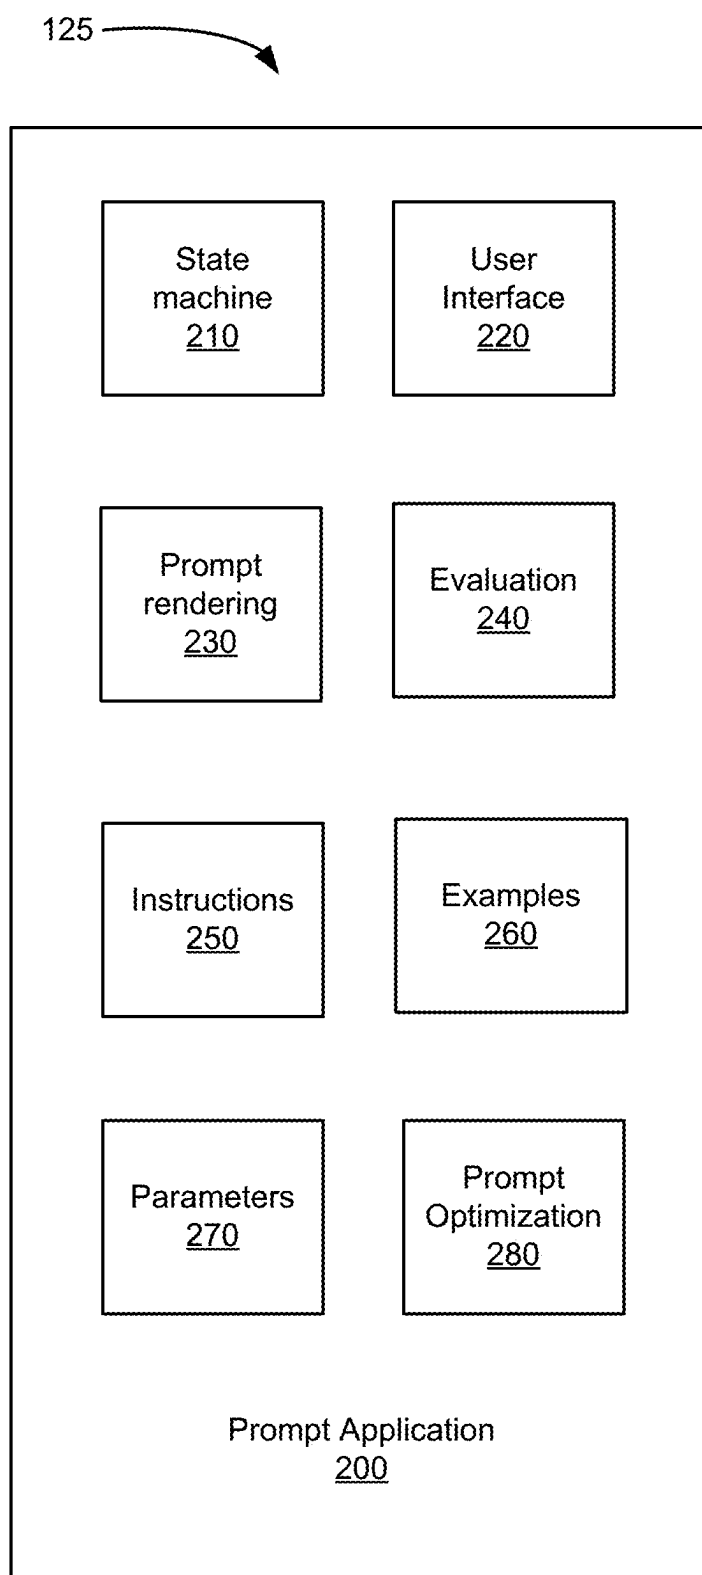 125
State
machine
210
User
Interface
220
Prompt
rendering
230
Evaluation
240
Instructions
250
Examples
260
Parameters
270
Prompt
Optimization
280
Prompt Application
200